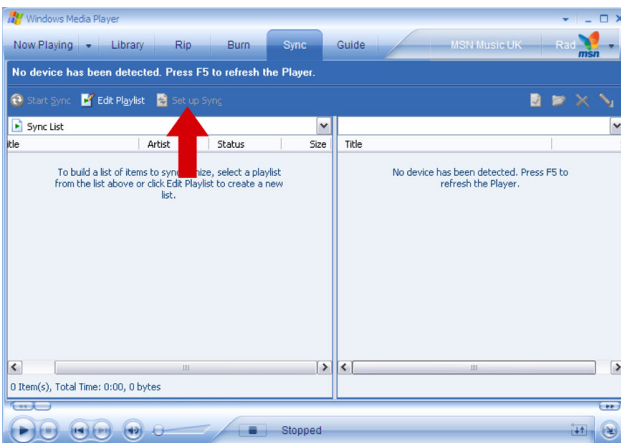 Windows Media Player
Now Playing Library Rip Burn Sync Guide MSN Music UK Rad
msn
No device has been detected. Press F5 to refresh the Player.
Start Sync Edit Playlist Set up Sync
Sync List
itle Artist Status Size Title
To build a list of items to synchronize, select a playlist
from the list above or click Edit Playlist to create a new
list.
No device has been detected. Press F5 to
refresh the Player.
0 Item(s), Total Time: 0:00, 0 bytes
Stopped